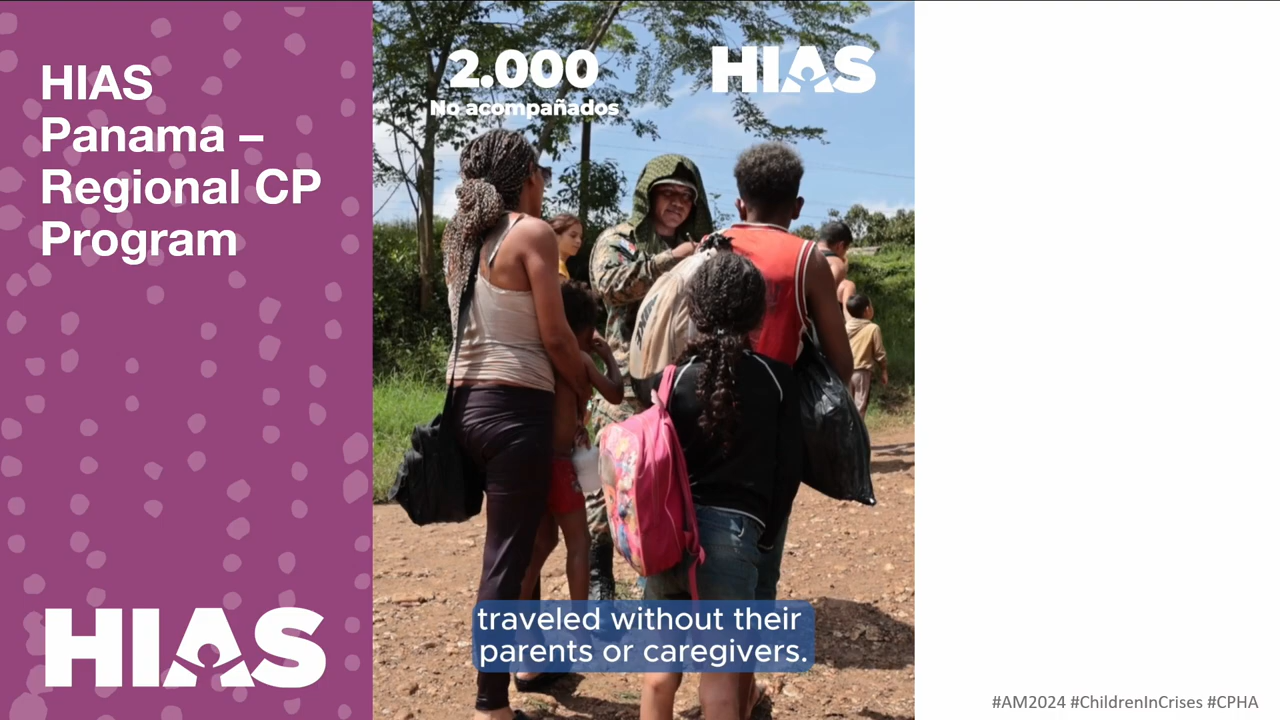 HIAS
Panama –
Regional CP
Program
HIAS
2.000
No acompañados
HIAS
traveled without their
parents or caregivers.
#AM2024 #ChildrenInCrises #CPHA